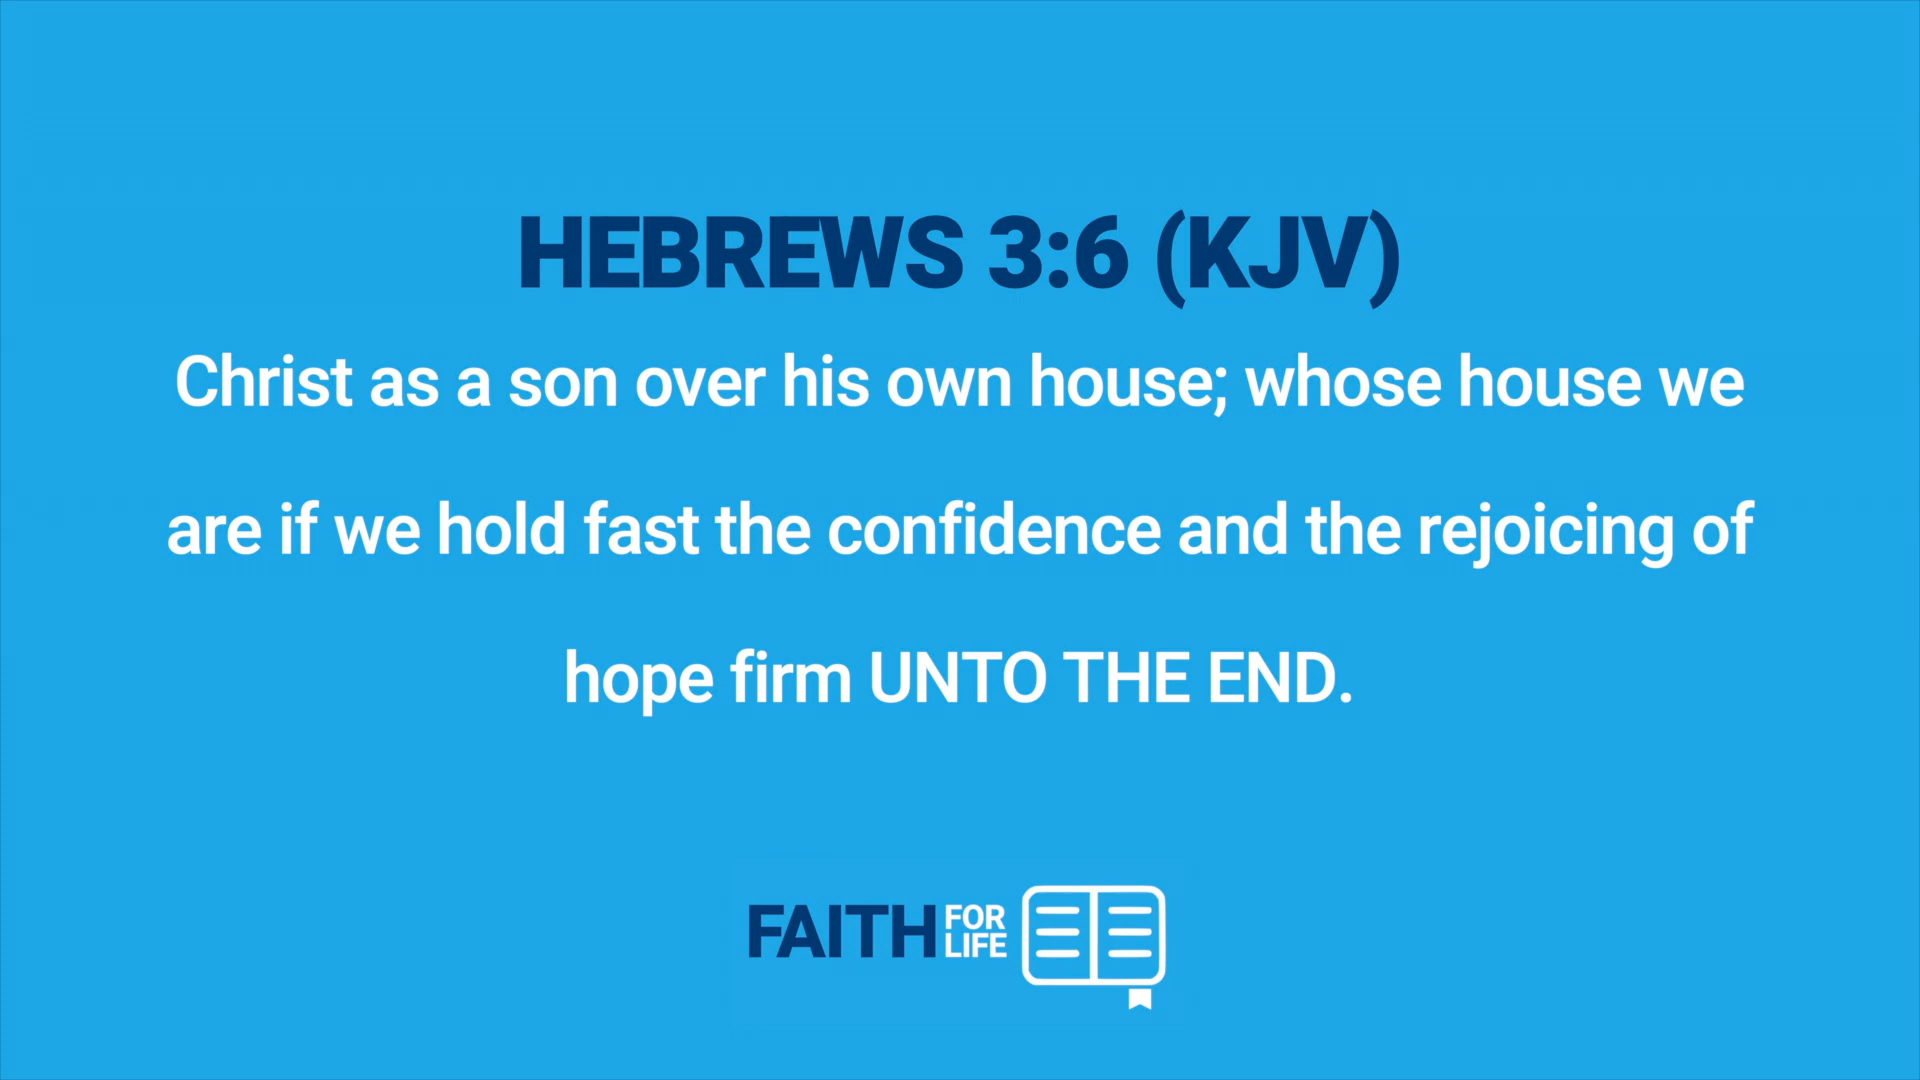 HEBREWS 3:6 (KJV)
Christ as a son over his own house; whose house we
are if we hold fast the confidence and the rejoicing of
hope firm UNTO THE END.
FAITH FOR
LIFE